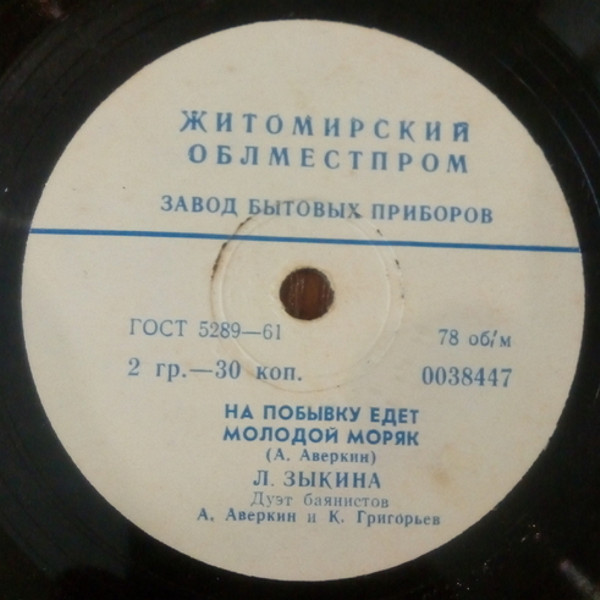 ЖИТОМИРСКИЙ
ОБЛМЕСТПРОМ
ЗАВОД БЫТОВЫХ ПРИБОРОВ
ГОСТ 5289—61 78 об/м
2 гр.—30 коп. 0038447
НА ПОБЫВКУ ЕДЕТ
МОЛОДОЙ МОРЯК
(А. Аверкин)
Л. ЗЫКИНА
Дуэт баянистов
А. Аверкин и К. Григорьев